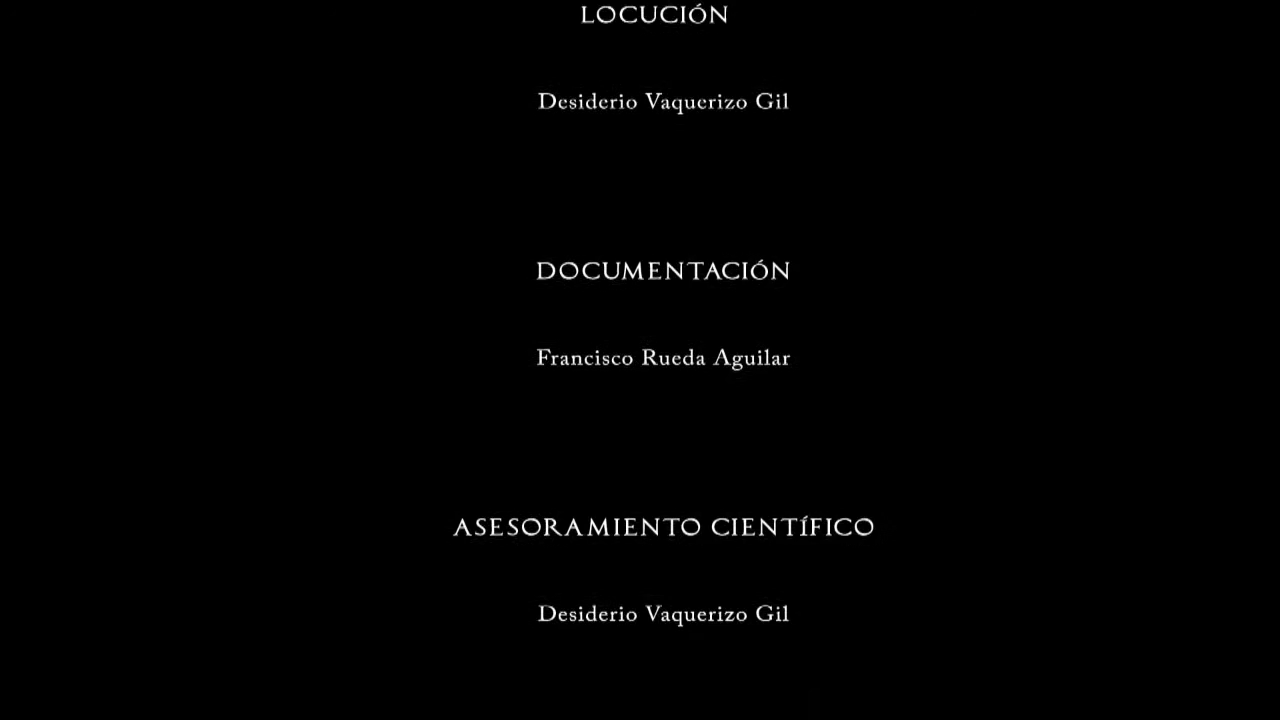 LOCUCIÓN
Desiderio Vaquerizo Gil
DOCUMENTACIÓN
Francisco Rueda Aguilar
ASESORAMIENTO CIENTÍFICO
Desiderio Vaquerizo Gil